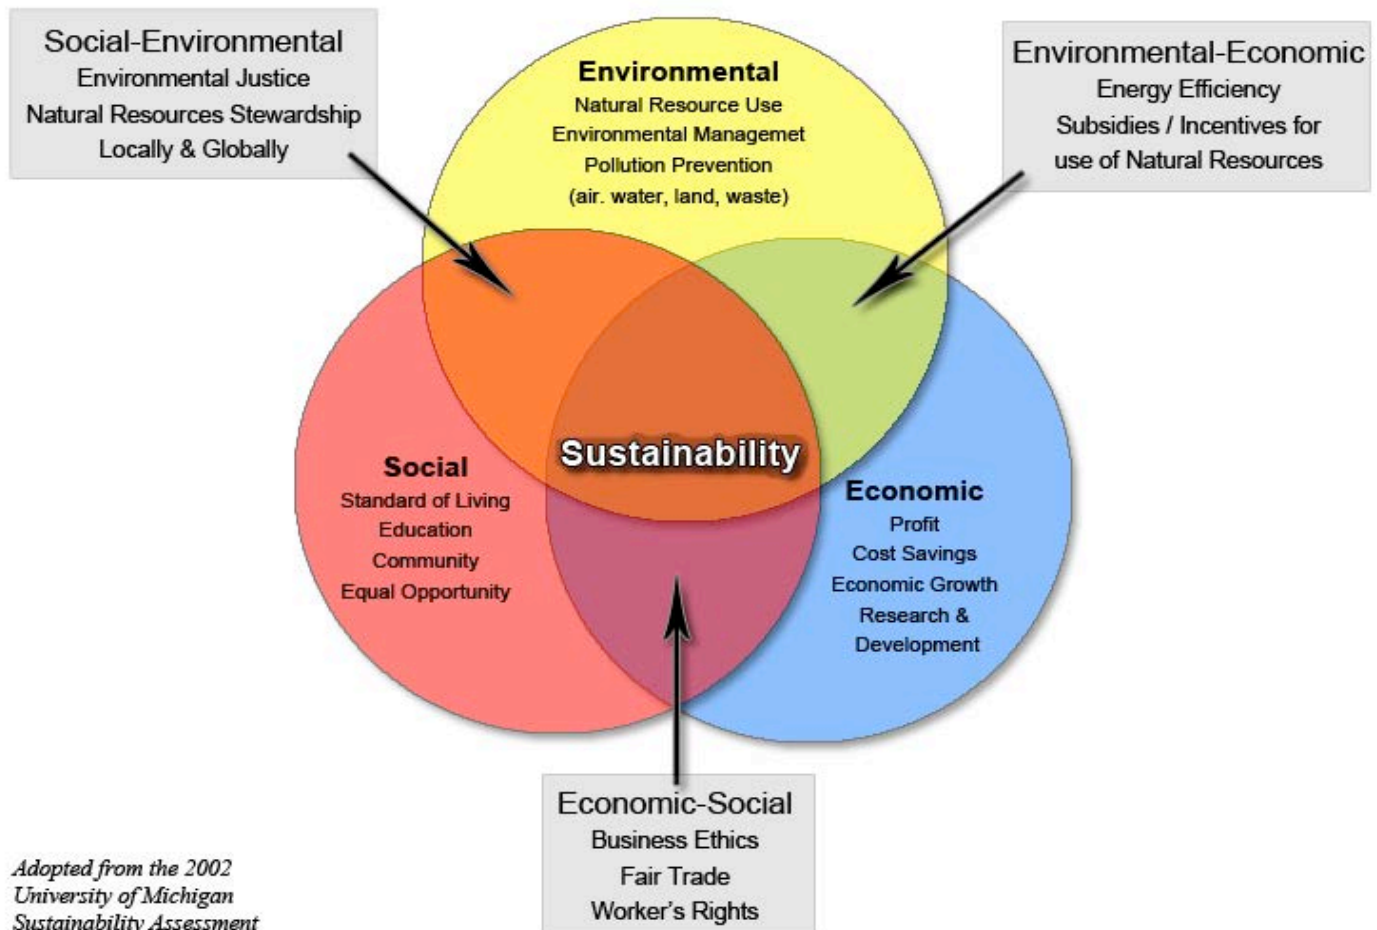 Social-Environmental
Environmental Justice
Natural Resources Stewardship
Locally & Globally
Environmental
Natural Resource Use
Environmental Managemet
Pollution Prevention
(air. water, land, waste)
Environmental-Economic
Energy Efficiency
Subsidies / Incentives for
use of Natural Resources
Sustainability
Social
Standard of Living
Education
Community
Equal Opportunity
Economic
Profit
Cost Savings
Economic Growth
Research &
Development
Economic-Social
Business Ethics
Fair Trade
Worker's Rights
Adopted from the 2002
University of Michigan
Sustainability Assessment